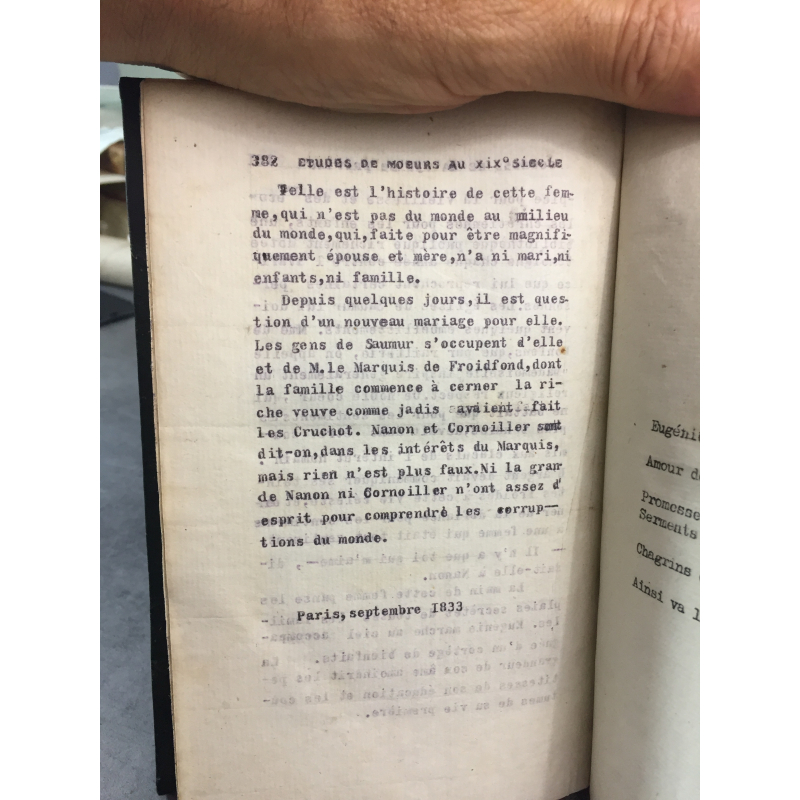 382 ETUDES DE MOEURS AU XIX° SIECLE
Telle est l'histoire de cette fem-
me,qui n'est pas du monde au milieu
du monde,qui,faite pour être magnifi-
quement épouse et mère,n'a ni mari,ni
enfants,ni famille.
Depuis quelques jours,il est ques-
tion d'un nouveau mariage pour elle.
Les gens de Saumur s'occupent d'elle
et de M.le Marquis de Froidfond,dont
la famille commence à cerner la ri-
che veuve comme jadis avaient fait
les Cruchot. Nanon et Cornoiller sont
dit-on,dans les intérêts du Marquis,
mais rien n'est plus faux.Ni la gran
de Nanon ni Cornoiller n'ont assez d'
esprit pour comprendre les corrup-
tions du monde.
Paris,septembre 1833
Eugénie
Amour d
Promesse
Serments
Chagrins
Ainsi va l